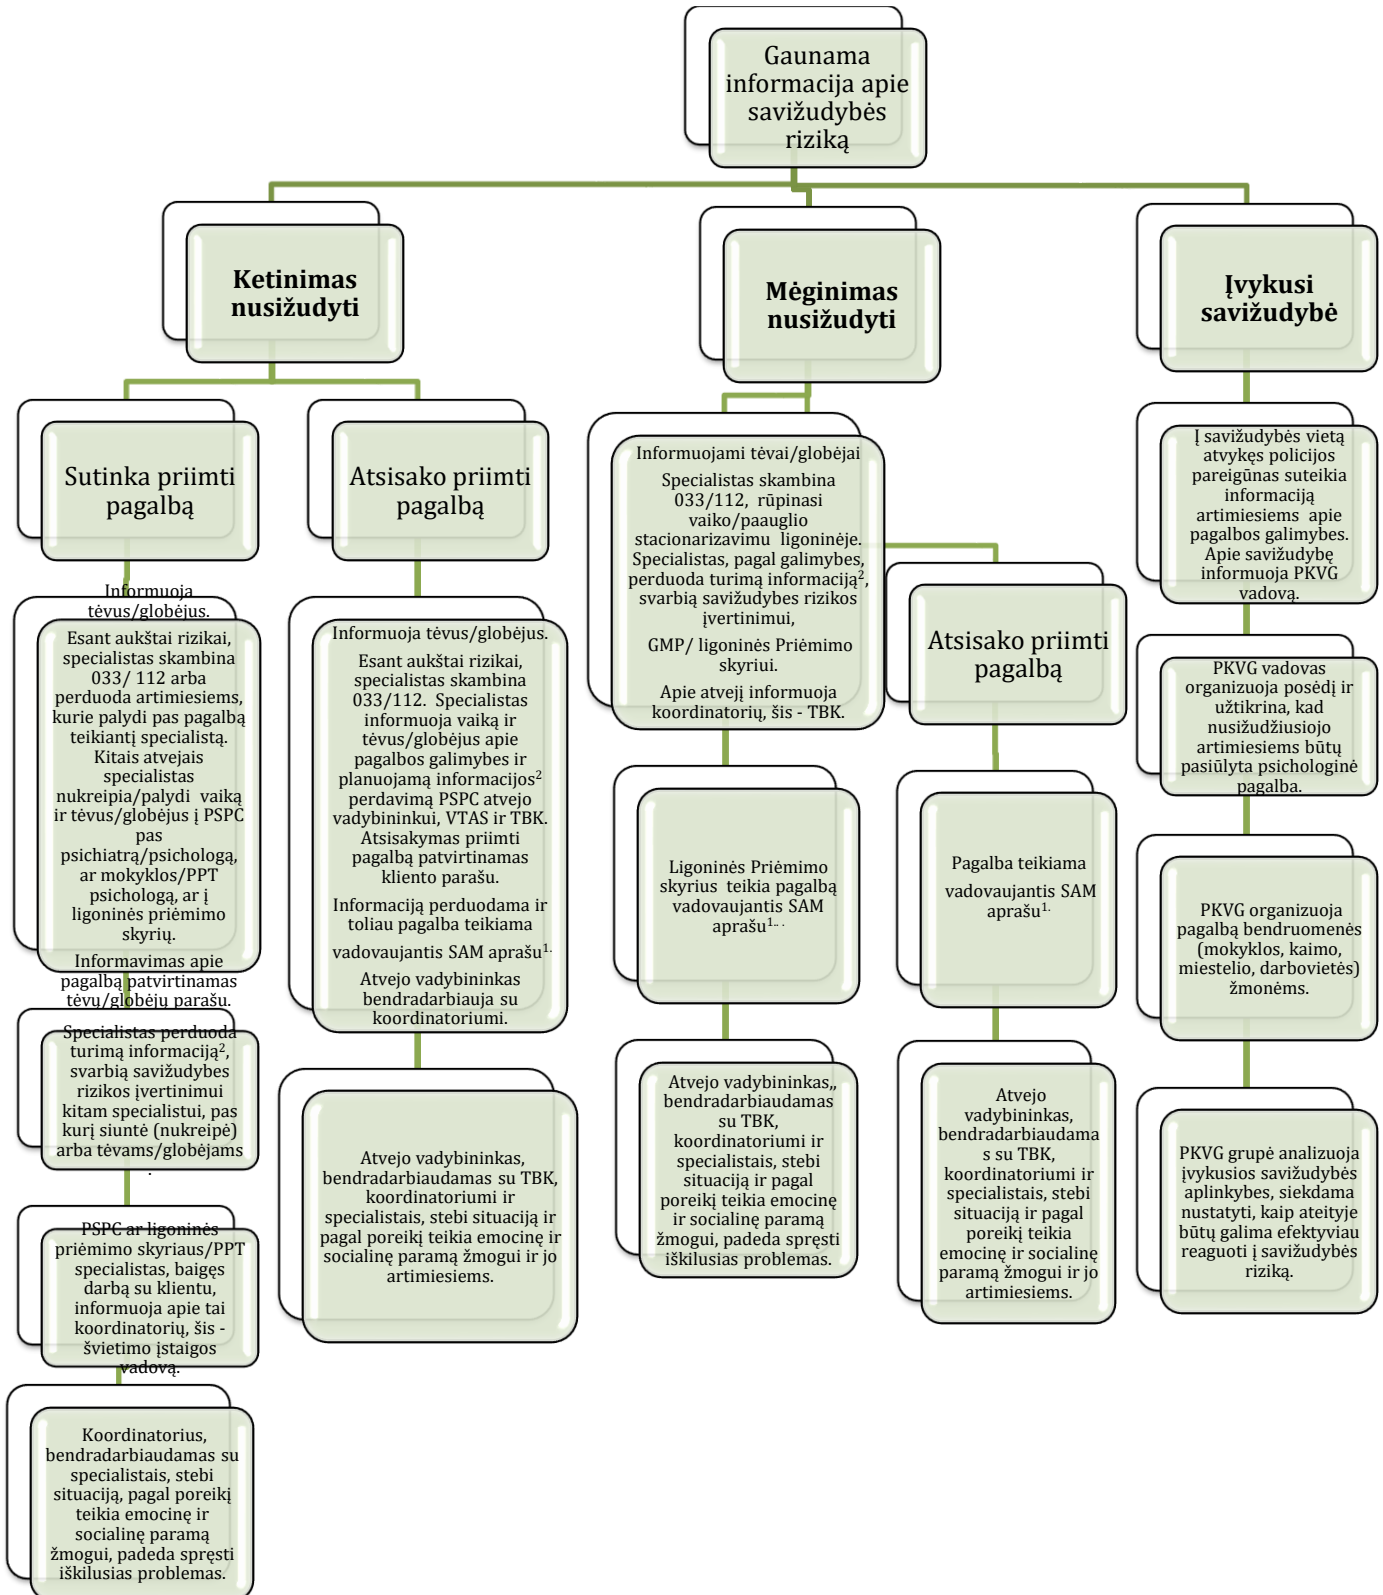 Gaunama
informacija apie
savižudybės
riziką
Ketinimas
nusižudyti
Mėginimas
nusižudyti
Įvykusi
savižudybė
Sutinka priimti
pagalbą
Informuoja
tėvus/globėjus.
Esant aukštai rizikai,
specialistas skambina
033/ 112 arba
perduoda artimiesiems,
kurie palydi pas pagalbą
teikiantį specialistą.
Kitais atvejais
specialistas
nukreipia/palydi vaiką
ir tėvus/globėjus į PSPC
pas
psichiatrą/psichologą,
ar mokyklos/PPT
psichologą, ar į
ligoninės priėmimo
skyrių.
Informavimas apie
pagalbą patvirtinamas
tėvų/globėjų parašu.
Specialistas perduoda
turimą informaciją²,
svarbią savižudybes
rizikos įvertinimui
kitam specialistui, pas
kurį siuntė (nukreipė)
arba tėvams/globėjams
.
PSPC ar ligoninės
priėmimo skyriaus/PPT
specialistas, baigęs
darbą su klientu,
informuoja apie tai
koordinatorių, šis -
švietimo įstaigos
vadovą.
Koordinatorius,
bendradarbiaudamas su
specialistais, stebi
situaciją, pagal poreikį
teikia emocinę ir
socialinę paramą
žmogui, padeda spręsti
iškilusias problemas.
Atsisako priimti
pagalbą
Informuoja tėvus/globėjus.
Esant aukštai rizikai,
specialistas skambina
033/112.  Specialistas
informuoja vaiką ir
tėvus/globėjus apie
pagalbos galimybes ir
planuojamą informacijos²
perdavimą PSPC atvejo
vadybininkui, VTAS ir TBK.
Atsisakymas priimti
pagalbą patvirtinamas
kliento parašu.
Informaciją perduodama ir
toliau pagalba teikiama
vadovaujantis SAM aprašu¹.
Atvejo vadybininkas
bendradarbiauja su
koordinatoriumi.
Atvejo vadybininkas,
bendradarbiaudamas su TBK,
koordinatoriumi ir
specialistais, stebi situaciją ir
pagal poreikį teikia emocinę ir
socialinę paramą žmogui ir jo
artimiesiems.
Informuojami tėvai/globėjai
Specialistas skambina
033/112,  rūpinasi
vaiko/paauglio
stacionarizavimu  ligoninėje.
Specialistas, pagal galimybes,
perduoda turimą informaciją²,
svarbią savižudybes rizikos
įvertinimui,
GMP/ ligoninės Priėmimo
skyriui.
Apie atvejį informuoja
koordinatorių, šis - TBK.
Ligoninės Priėmimo
skyrius  teikia pagalbą
vadovaujantis SAM
aprašu¹.. .
Atvejo vadybininkas,,
bendradarbiaudamas
su TBK,
koordinatoriumi ir
specialistais, stebi
situaciją ir pagal
poreikį teikia emocinę
ir socialinę paramą
žmogui, padeda spręsti
iškilusias problemas.
Atsisako priimti
pagalbą
Pagalba teikiama
vadovaujantis SAM
aprašu¹.
Atvejo
vadybininkas,
bendradarbiaudama
s su TBK,
koordinatoriumi ir
specialistais, stebi
situaciją ir pagal
poreikį teikia
emocinę ir socialinę
paramą žmogui ir jo
artimiesiems.
Į savižudybės vietą
atvykęs policijos
pareigūnas suteikia
informaciją
artimiesiems  apie
pagalbos galimybes.
Apie savižudybę
informuoja PKVG
vadovą.
PKVG vadovas
organizuoja posėdį ir
užtikrina, kad
nusižudžiusiojo
artimiesiems būtų
pasiūlyta psichologinė
pagalba.
PKVG organizuoja
pagalbą bendruomenės
(mokyklos, kaimo,
miestelio, darbovietės)
žmonėms.
PKVG grupė analizuoja
įvykusios savižudybės
aplinkybes, siekdama
nustatyti, kaip ateityje
būtų galima efektyviau
reaguoti į savižudybės
riziką.